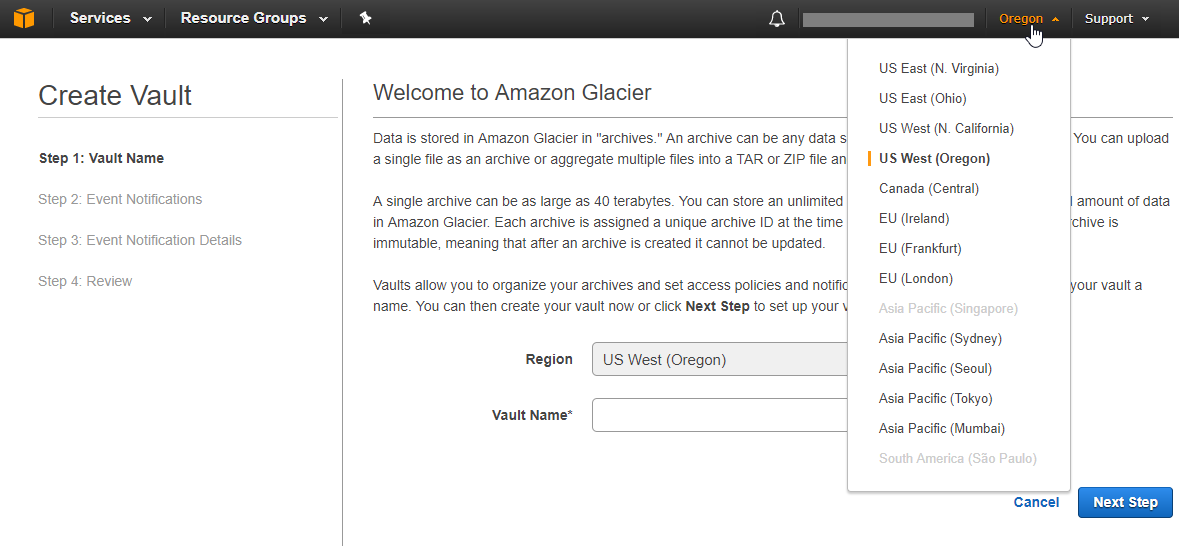 Services Resource Groups Oregon Support
Create Vault
Step 1: Vault Name
Step 2: Event Notifications
Step 3: Event Notification Details
Step 4: Review
Welcome to Amazon Glacier
Data is stored in Amazon Glacier in "archives." An archive can be any data s You can upload
a single file as an archive or aggregate multiple files into a TAR or ZIP file an
A single archive can be as large as 40 terabytes. You can store an unlimited amount of data
in Amazon Glacier. Each archive is assigned a unique archive ID at the time chive is
immutable, meaning that after an archive is created it cannot be updated.
Vaults allow you to organize your archives and set access policies and notific your vault a
name. You can then create your vault now or click Next Step to set up your v
Region US West (Oregon)
Vault Name*
US East (N. Virginia)
US East (Ohio)
US West (N. California)
US West (Oregon)
Canada (Central)
EU (Ireland)
EU (Frankfurt)
EU (London)
Asia Pacific (Singapore)
Asia Pacific (Sydney)
Asia Pacific (Seoul)
Asia Pacific (Tokyo)
Asia Pacific (Mumbai)
South America (São Paulo)
Cancel Next Step